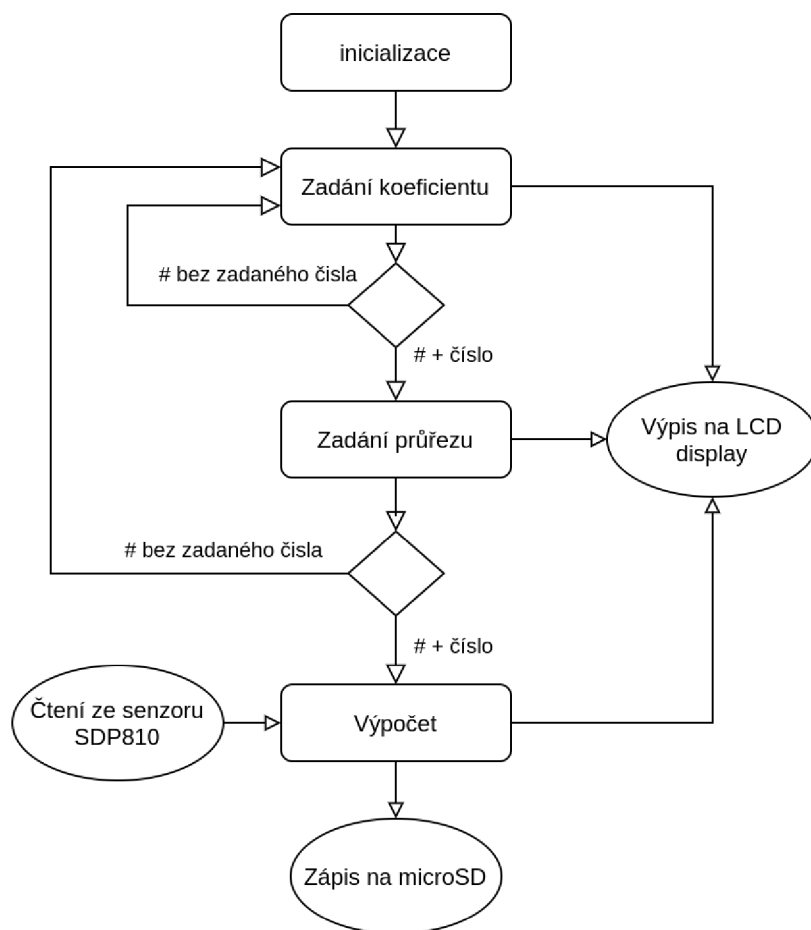 inicializace
Zadání koeficientu
# bez zadaného čisla
# + číslo
Zadání průřezu
Výpis na LCD
display
# bez zadaného čisla
# + číslo
Čtení ze senzoru
SDP810
Výpočet
Zápis na microSD